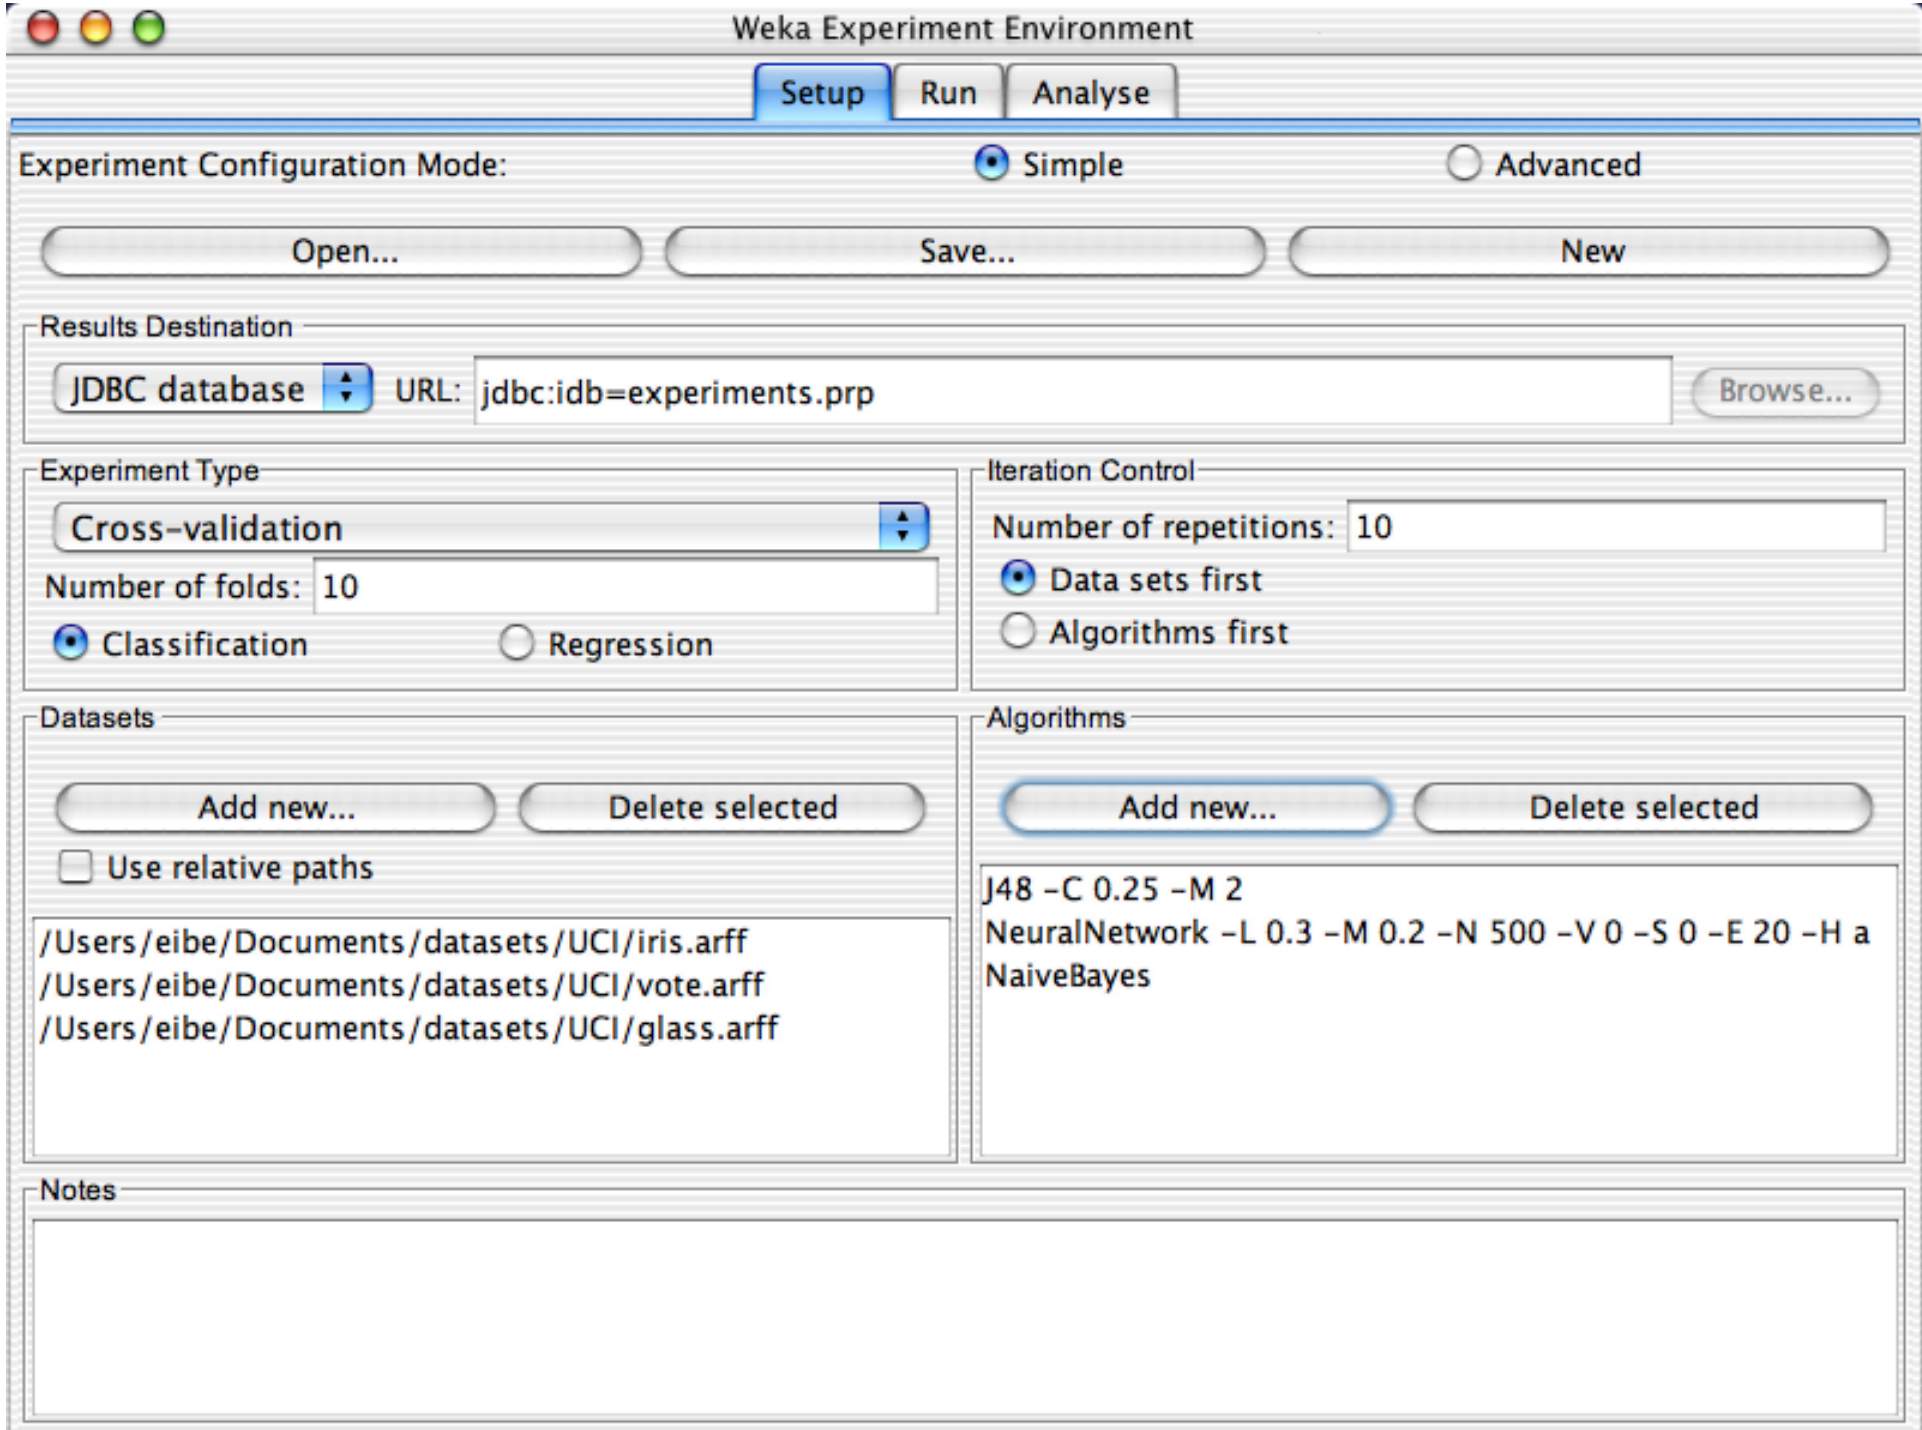 Weka Experiment Environment
Setup Run Analyse
Experiment Configuration Mode: Simple Advanced
Open... Save... New
Results Destination
JDBC database URL: jdbc:idb=experiments.prp Browse...
Experiment Type
Cross-validation
Number of folds: 10
Classification Regression
Iteration Control
Number of repetitions: 10
Data sets first
Algorithms first
Datasets
Add new... Delete selected
Use relative paths
/Users/eibe/Documents/datasets/UCI/iris.arff
/Users/eibe/Documents/datasets/UCI/vote.arff
/Users/eibe/Documents/datasets/UCI/glass.arff
Algorithms
Add new... Delete selected
J48 -C 0.25 -M 2
NeuralNetwork -L 0.3 -M 0.2 -N 500 -V 0 -S 0 -E 20 -H a
NaiveBayes
Notes